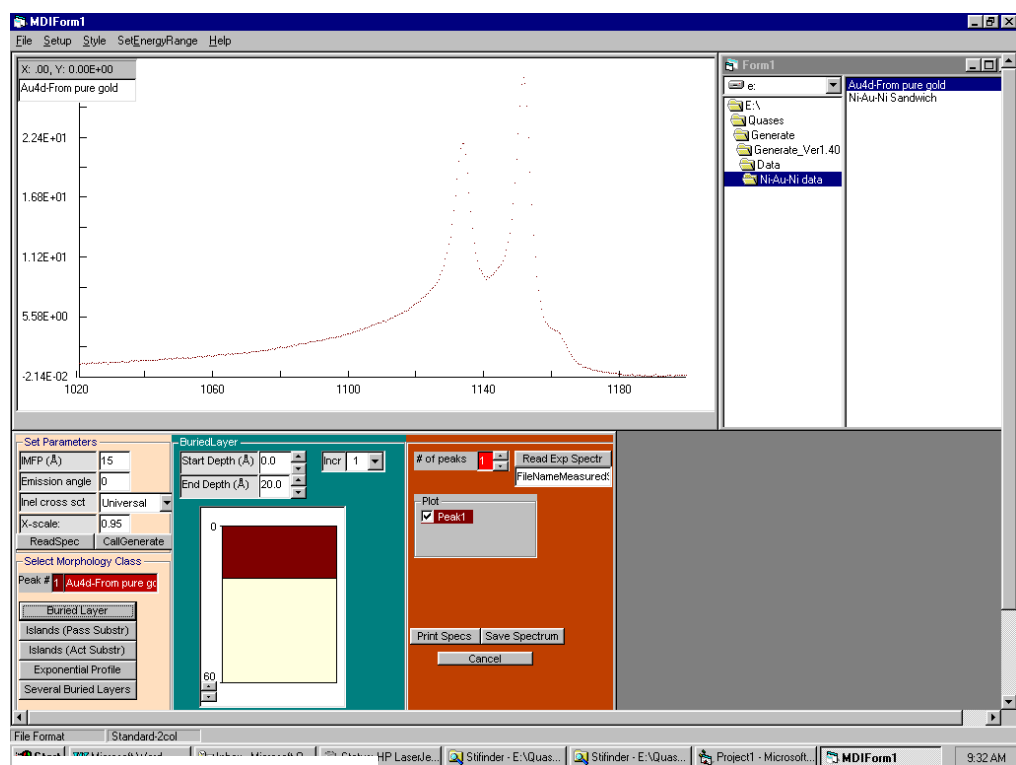 MDIForm1
File Setup Style SetEnergyRange Help
X: .00, Y: 0.00E+00
Au4d-From pure gold
2.24E+01
1.68E+01
1.12E+01
5.58E+00
-2.14E-02
1020 1060 1100 1140 1180
Form1
e:
E:\
Quases
Generate
Generate_Ver1.40
Data
Ni-Au-Ni data
Au4d-From pure gold
Ni-Au-Ni Sandwich
Set Parameters
IMFP (Å) 15
Emission angle 0
Inel cross sct Universal
X-scale: 0.95
ReadSpec CallGenerate
Select Morphology Class
Peak # 1 Au4d-From pure gc
Buried Layer
Islands (Pass Substr)
Islands (Act Substr)
Exponential Profile
Several Buried Layers
BuriedLayer
Start Depth (Å) 0.0 Incr 1
End Depth (Å) 20.0
0
60
# of peaks 1 Read Exp Spectr
FileNameMeasuredS
Plot
Peak1
Print Specs Save Spectrum
Cancel
File Format Standard-2col
Start Microsoft Word Inbox - Microsoft Status: HP LaserJe... Stifinder - E:\Quas... Stifinder - E:\Quas... Project1 - Microsoft... MDIForm1 9:32 AM